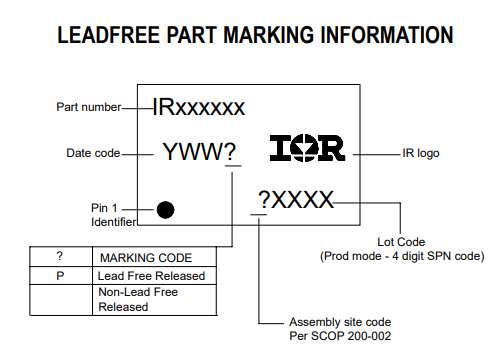 LEADFREE PART MARKING INFORMATION
Part number
IRxxxxxx
Date code
YWW?
IOR
IR logo
Pin 1
Identifier
?XXXX
Lot Code
(Prod mode - 4 digit SPN code)
? MARKING CODE
P Lead Free Released
Non-Lead Free
Released
Assembly site code
Per SCOP 200-002